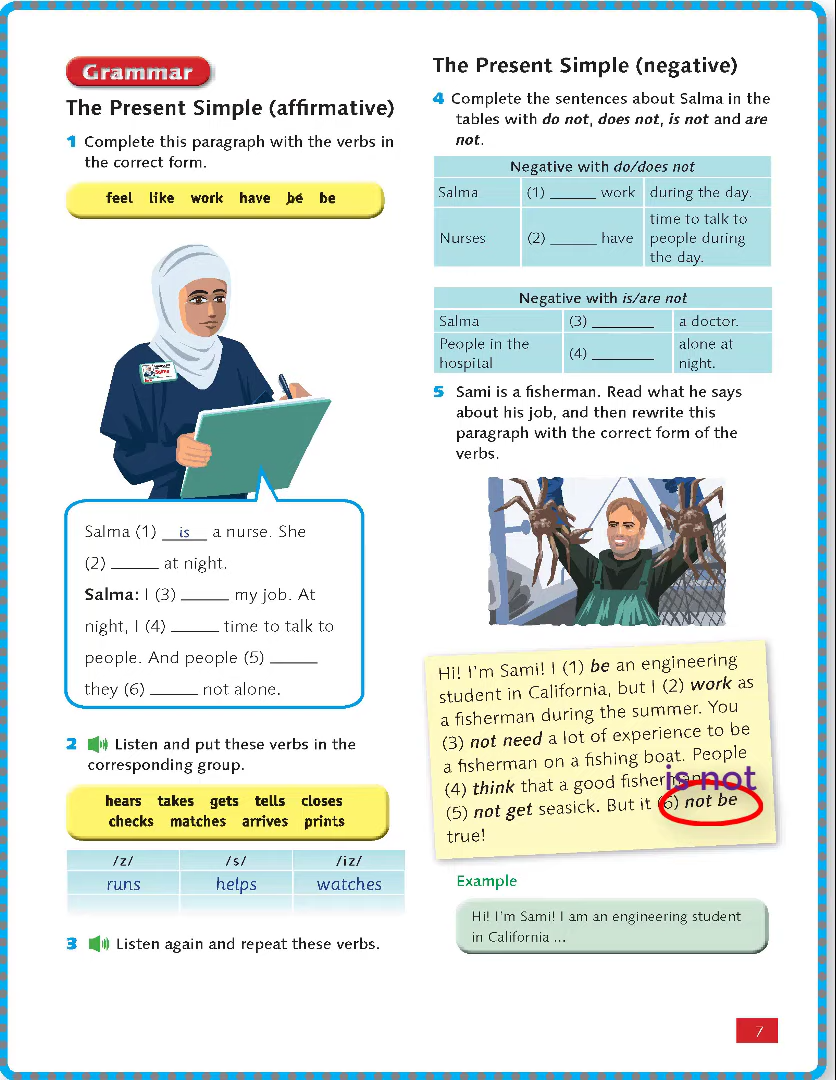 Grammar
The Present Simple (affirmative)
1 Complete this paragraph with the verbs in
the correct form.
feel like work have be be
Salma (1) is a nurse. She
(2) ______ at night.
Salma: I (3) ______ my job. At
night, I (4) ______ time to talk to
people. And people (5) ______
they (6) ______ not alone.
2 Listen and put these verbs in the
corresponding group.
hears takes gets tells closes
checks matches arrives prints
/z/ /s/ /iz/
runs helps watches
3 Listen again and repeat these verbs.
The Present Simple (negative)
4 Complete the sentences about Salma in the
tables with do not, does not, is not and are
not.
Negative with do/does not
Salma (1) ______ work during the day.
Nurses (2) ______ have time to talk to
people during
the day.
Negative with is/are not
Salma (3) ________ a doctor.
People in the
hospital (4) ________ alone at
night.
5 Sami is a fisherman. Read what he says
about his job, and then rewrite this
paragraph with the correct form of the
verbs.
Hi! I'm Sami! I (1) be an engineering
student in California, but I (2) work as
a fisherman during the summer. You
(3) not need a lot of experience to be
a fisherman on a fishing boat. People
(4) think that a good fisherman
is not
(5) not get seasick. But it (6) not be
true!
Example
Hi! I'm Sami! I am an engineering student
in California ...
7